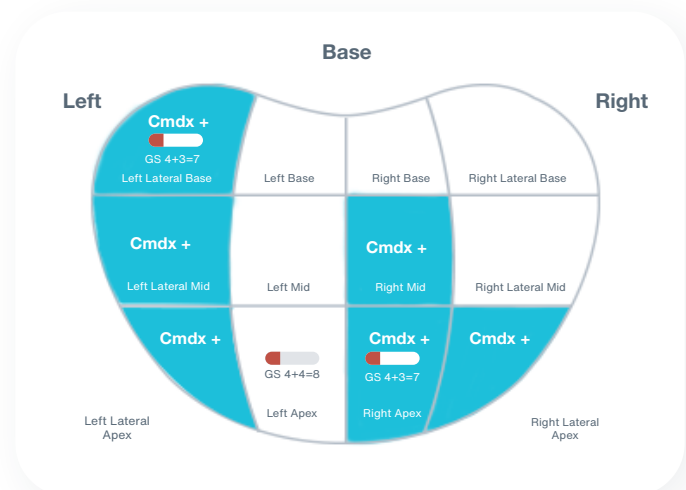 Base
Left
Right
Cmdx +
GS 4+3=7
Left Lateral Base
Left Base
Right Base
Right Lateral Base
Cmdx +
Cmdx +
Left Lateral Mid
Left Mid
Right Mid
Right Lateral Mid
Cmdx +
Cmdx +
Cmdx +
GS 4+4=8
GS 4+3=7
Left Apex
Right Apex
Left Lateral
Apex
Right Lateral
Apex